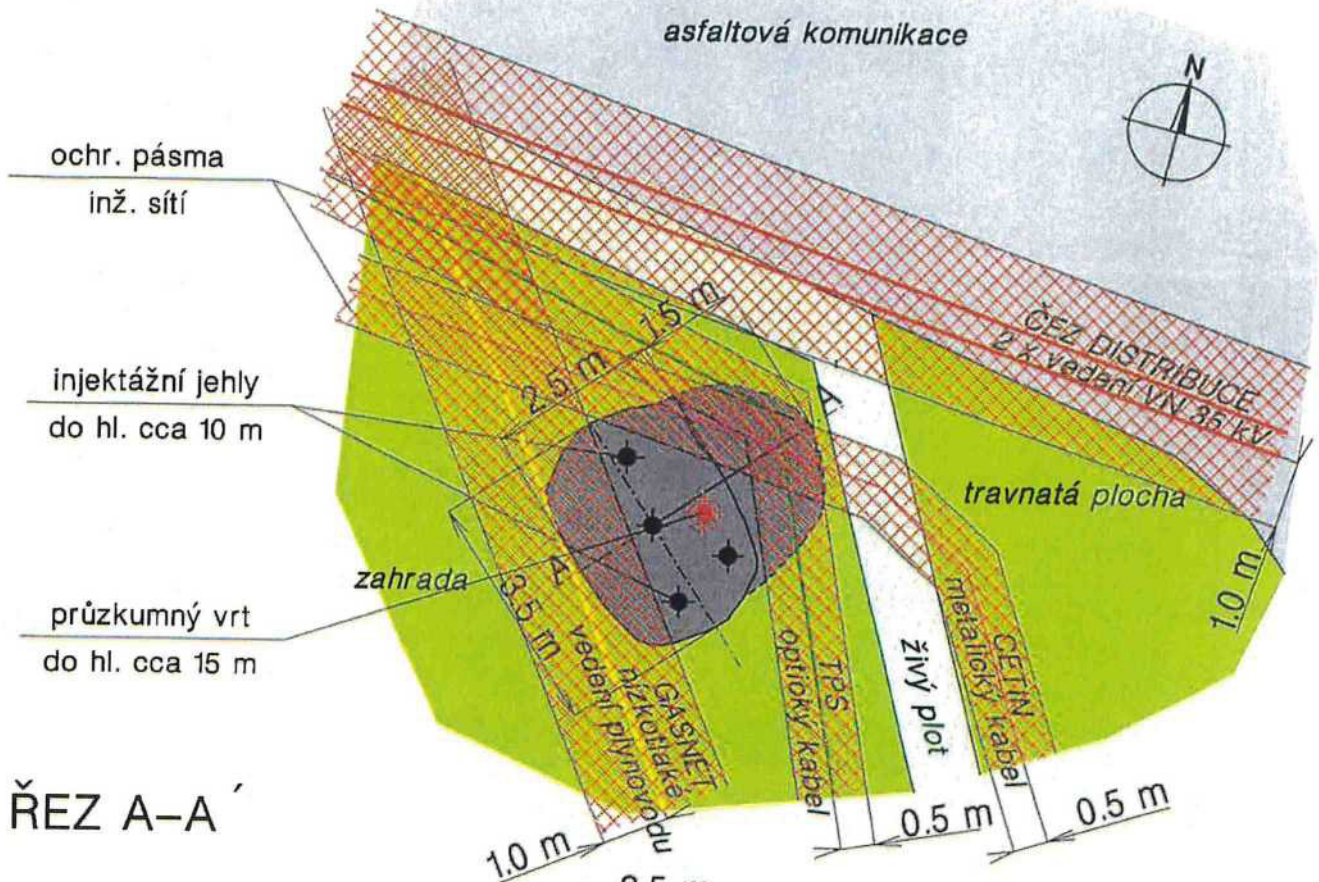 asfaltová komunikace
N
ochr. pásma
inž. sítí
1.5 m
2.5 m
ČEZ DISTRIBUCE
2 x vedení VN 35 kV
injektážní jehly
do hl. cca 10 m
A'
travnatá plocha
zahrada
A
3.5 m
1.0 m
průzkumný vrt
do hl. cca 15 m
GASNET
nízkotlaké
vedení plynovodu
TPS
optický kabel
živý plot
CETIN
metalický kabel
ŘEZ A-A´
1.0 m
0.5 m
0.5 m